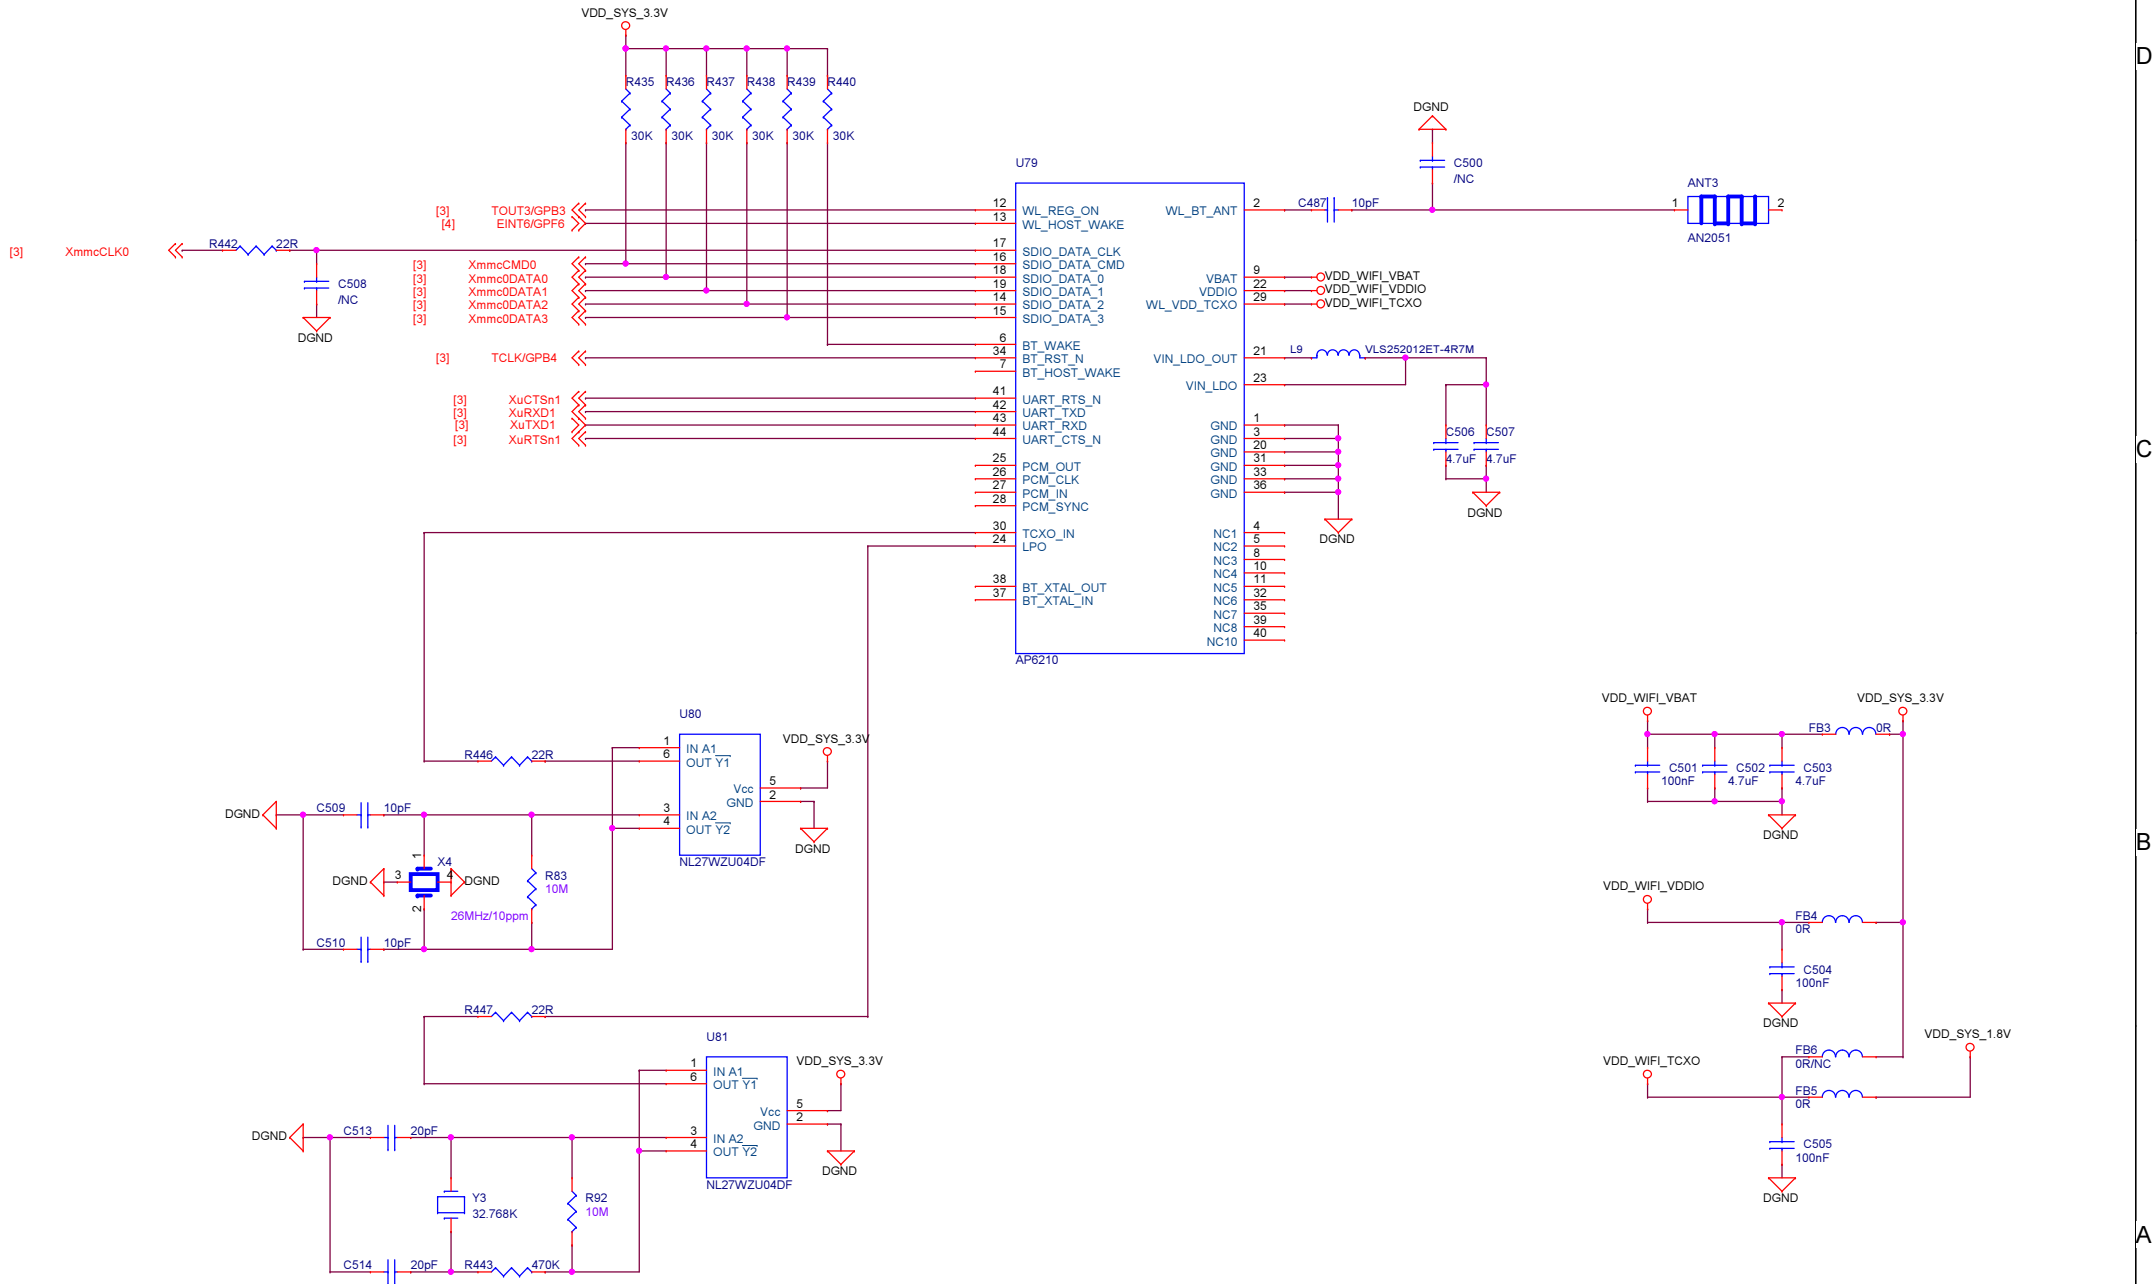 VDD_SYS_3.3V
D
R435 R436 R437 R438 R439 R440
30K 30K 30K 30K 30K 30K
DGND
C500
/NC
U79
ANT3
1 2
AN2051
[3] TOUT3/GPB3 12 WL_REG_ON
[4] EINT6/GPF6 13 WL_HOST_WAKE
WL_BT_ANT 2 C487 10pF
[3] XmmcCLK0 R442 22R 17 SDIO_DATA_CLK
C508
/NC
DGND
[3] XmmcCMD0 16 SDIO_DATA_CMD
[3] Xmmc0DATA0 18 SDIO_DATA_0
[3] Xmmc0DATA1 19 SDIO_DATA_1
[3] Xmmc0DATA2 14 SDIO_DATA_2
[3] Xmmc0DATA3 15 SDIO_DATA_3
VBAT 9 VDD_WIFI_VBAT
VDDIO 22 VDD_WIFI_VDDIO
WL_VDD_TCXO 29 VDD_WIFI_TCXO
6 BT_WAKE
[3] TCLK/GPB4 34 BT_RST_N
7 BT_HOST_WAKE
VIN_LDO_OUT 21 L9 VLS252012ET-4R7M
VIN_LDO 23
[3] XuCTSn1 41 UART_RTS_N
[3] XuRXD1 42 UART_TXD
[3] XuTXD1 43 UART_RXD
[3] XuRTSn1 44 UART_CTS_N
GND 1
GND 3
GND 20
GND 31
GND 33
GND 36
DGND
C506 C507
4.7uF 4.7uF
DGND
C
25 PCM_OUT
26 PCM_CLK
27 PCM_IN
28 PCM_SYNC
30 TCXO_IN
24 LPO
38 BT_XTAL_OUT
37 BT_XTAL_IN
NC1 4
NC2 5
NC3 8
NC4 10
NC5 11
NC6 32
NC7 35
NC8 39
NC10 40
AP6210
U80
VDD_SYS_3.3V
1 IN A1
R446 22R 6 OUT Y1
Vcc 5
GND 2
DGND
DGND C509 10pF 3 IN A2
4 OUT Y2
NL27WZU04DF
1
X4
DGND 3 4 DGND
2
26MHz/10ppm
R83
10M
C510 10pF
VDD_WIFI_VBAT VDD_SYS_3.3V
FB3 0R
C501 C502 C503
100nF 4.7uF 4.7uF
DGND
B
VDD_WIFI_VDDIO
FB4
0R
C504
100nF
DGND
VDD_SYS_1.8V
VDD_WIFI_TCXO
FB6
0R/NC
FB5
0R
C505
100nF
DGND
R447 22R
U81
VDD_SYS_3.3V
1 IN A1
6 OUT Y1
Vcc 5
GND 2
DGND
DGND C513 20pF 3 IN A2
4 OUT Y2
NL27WZU04DF
Y3
32.768K
R92
10M
C514 20pF R443 470K
A